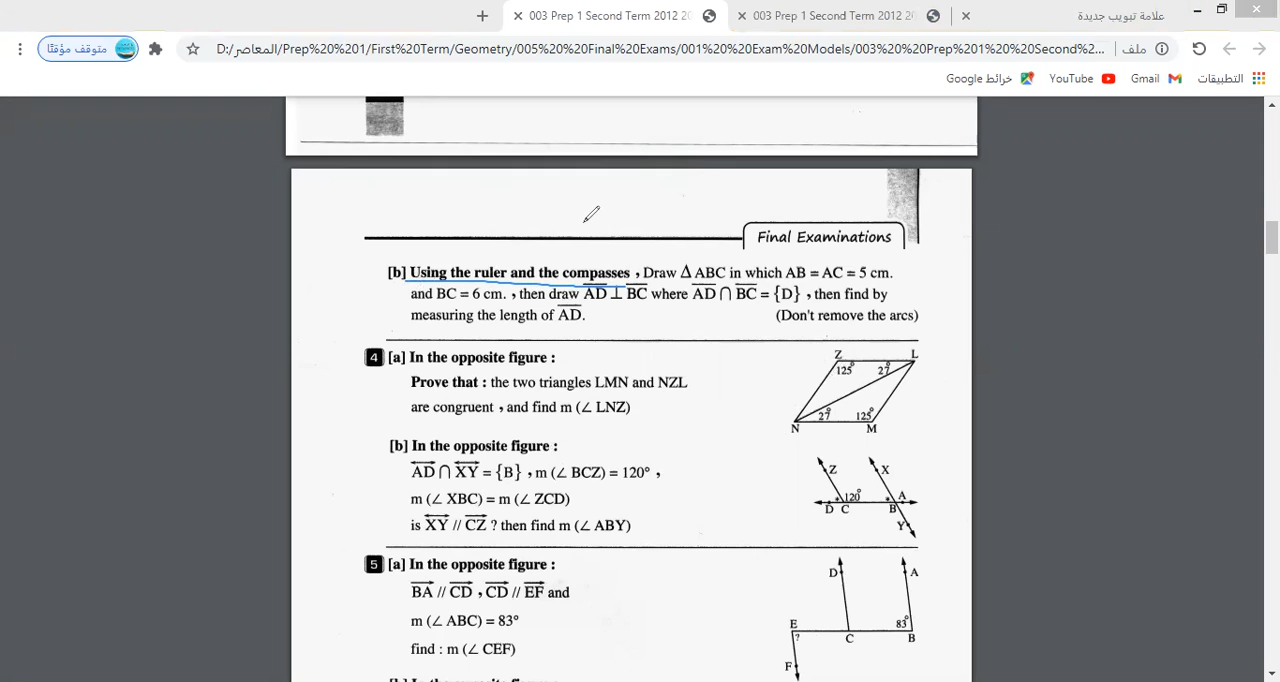 003 Prep 1 Second Term 2012 20
003 Prep 1 Second Term 2012 20
علامة تبويب جديدة
متوقف مؤقتًا
D:/المعاصر/Prep%20%201/First%20Term/Geometry/005%20%20Final%20Exams/001%20%20Exam%20Models/003%20%20Prep%201%20%20Second%2...
ملف
خرائط Google
YouTube
Gmail
التطبيقات
Final Examinations
[b] Using the ruler and the compasses , Draw Δ ABC in which AB = AC = 5 cm.
and BC = 6 cm. , then draw AD ⊥ BC where AD ∩ BC = {D} , then find by
measuring the length of AD. (Don't remove the arcs)
4 [a] In the opposite figure :
Prove that : the two triangles LMN and NZL
are congruent , and find m (∠ LNZ)
Z L
125° 27°
27° 125°
N M
[b] In the opposite figure :
AD ∩ XY = {B} , m (∠ BCZ) = 120° ,
m (∠ XBC) = m (∠ ZCD)
is XY // CZ ? then find m (∠ ABY)
Z X
120° A
D C B
Y
5 [a] In the opposite figure :
BA // CD , CD // EF and
m (∠ ABC) = 83°
find : m (∠ CEF)
D A
E 83°
? C B
F